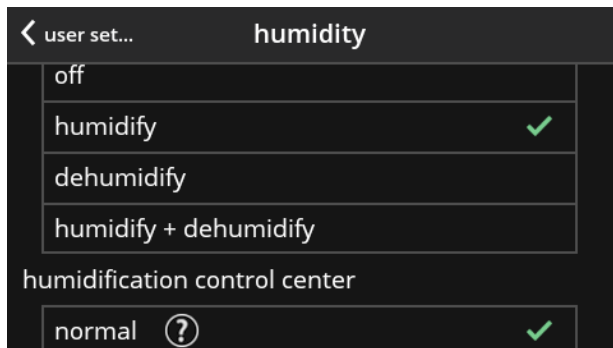 user set...
humidity
off
humidify
dehumidify
humidify + dehumidify
humidification control center
normal ?